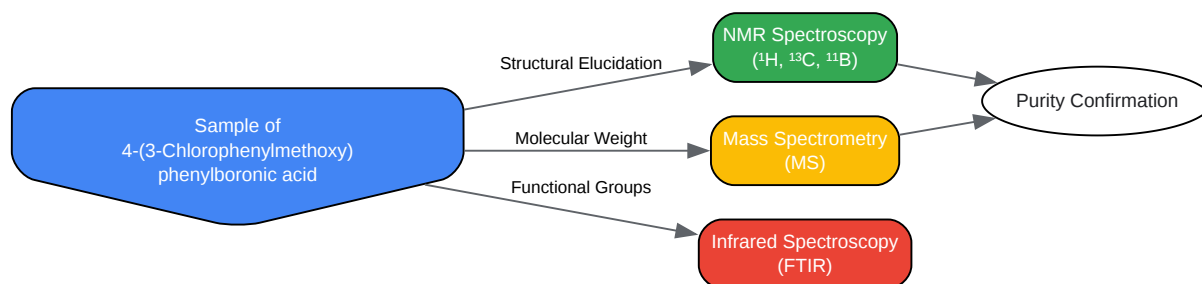 Sample of
4-(3-Chlorophenylmethoxy)
phenylboronic acid
Structural Elucidation
Molecular Weight
Functional Groups
NMR Spectroscopy
(¹H, ¹³C, ¹¹B)
Mass Spectrometry
(MS)
Infrared Spectroscopy
(FTIR)
Purity Confirmation